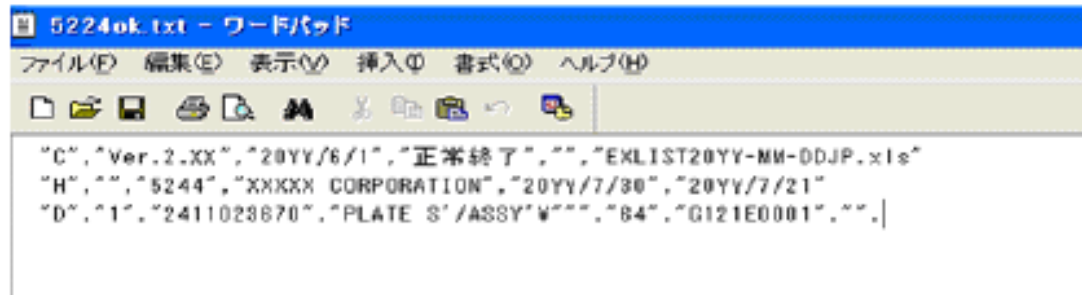 5224ok.txt - ワードパッド
ファイル(F) 編集(E) 表示(V) 挿入(I) 書式(O) ヘルプ(H)
"C","Ver.2.XX","20YY/6/1","正常終了","","EXLIST20YY-MM-DDJP.xls"
"H","","5244","XXXXX CORPORATION","20YY/7/30","20YY/7/21"
"D","1","2411023670","PLATE S'/ASSY'¥""","64","G121E0001","",